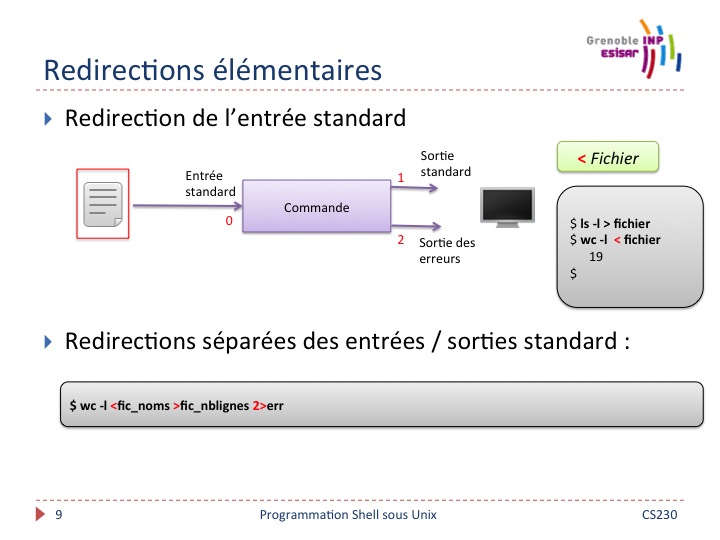 Grenoble INP
esisar
Redirections élémentaires
Redirection de l'entrée standard
Entrée
standard
0
Commande
1
Sortie
standard
2
Sortie des
erreurs
< Fichier
$ ls -l > fichier
$ wc -l < fichier
19
$
Redirections séparées des entrées / sorties standard :
$ wc -l <fic_noms >fic_nblignes 2>err
9
Programmation Shell sous Unix
CS230